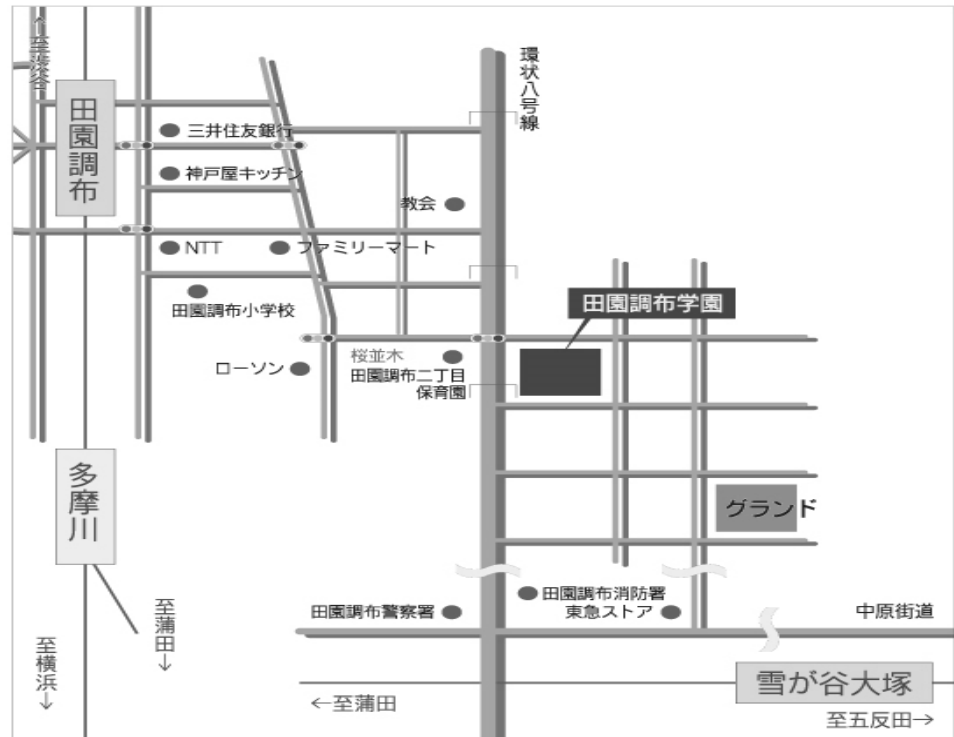 ↑至渋谷
田園調布
環状八号線
三井住友銀行
神戸屋キッチン
教会
NTT
ファミリーマート
田園調布小学校
田園調布学園
ローソン
桜並木
田園調布二丁目
保育園
多摩川
グランド
至蒲田↓
至横浜↓
田園調布消防署
田園調布警察署
東急ストア
中原街道
←至蒲田
雪が谷大塚
至五反田→